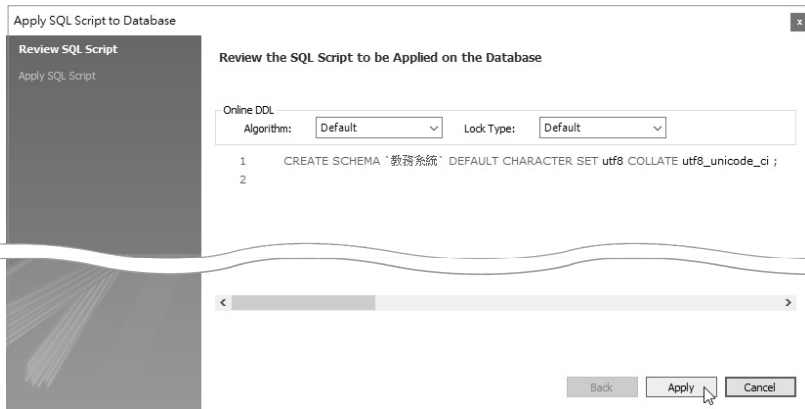 Apply SQL Script to Database
x
Review SQL Script
Apply SQL Script
Review the SQL Script to be Applied on the Database
Online DDL
Algorithm: Default Lock Type: Default
1 CREATE SCHEMA `教務系統` DEFAULT CHARACTER SET utf8 COLLATE utf8_unicode_ci ;
2
Back Apply Cancel